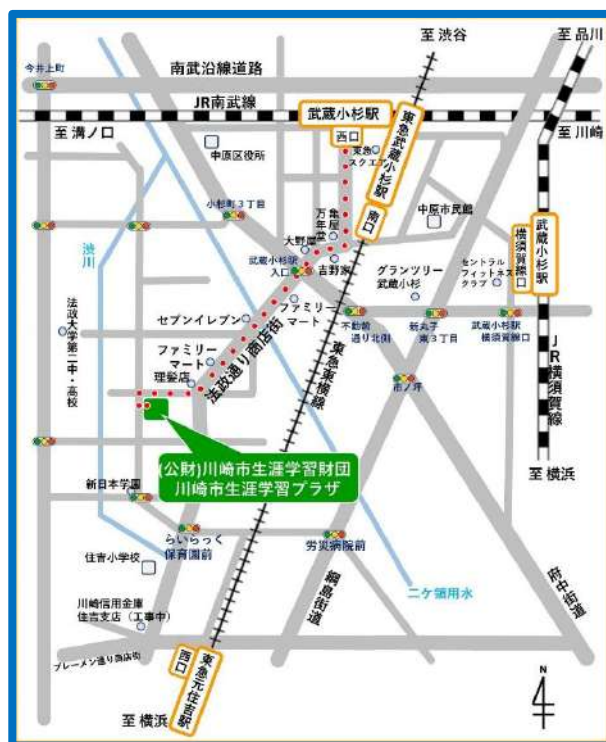 至 渋谷
至 品川
今井上町
南武沿線道路
JR南武線
武蔵小杉駅
至 溝ノ口
至 川崎
西口
東急武蔵小杉駅
中原区役所
東急
スクエア
小杉町3丁目
亀屋
万年堂
南口
中原市民館
渋川
大野屋
武蔵小杉駅
入口
吉野家
グランツリー
武蔵小杉
セントラル
フィットネス
クラブ
横須賀線口
武蔵小杉駅
法政大学第二中・高校
セブンイレブン
ファミリー
マート
不動前
通り北側
新丸子
東3丁目
武蔵小杉駅
横須賀線口
ファミリー
マート
理髪店
法政通り商店街
東急東横線
市ノ坪
JR横須賀線
(公財)川崎市生涯学習財団
川崎市生涯学習プラザ
至 横浜
新日本学園
らいらっく
保育園前
労災病院前
住吉小学校
綱島街道
二ケ領用水
府中街道
川崎信用金庫
住吉支店(工事中)
ブレーメン通り商店街
西口
東急元住吉駅
至 横浜
N